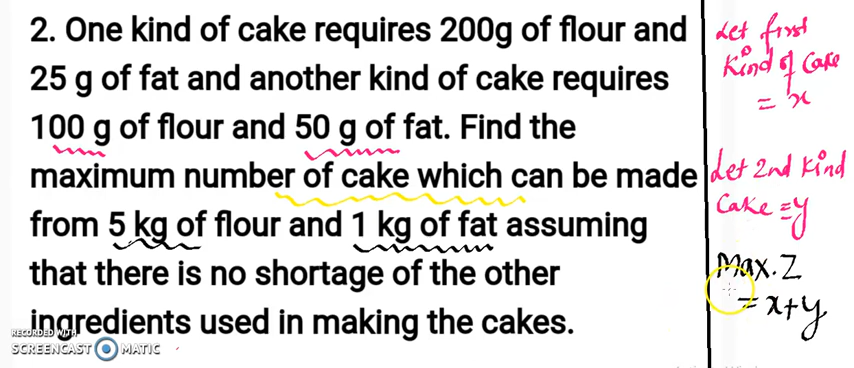 2. One kind of cake requires 200g of flour and
25 g of fat and another kind of cake requires
100 g of flour and 50 g of fat. Find the
maximum number of cake which can be made
from 5 kg of flour and 1 kg of fat assuming
that there is no shortage of the other
ingredients used in making the cakes.
RECORDED WITH
SCREENCAST MATIC
Let first
Kind of Cake
= x
Let 2nd Kind
Cake = y
Max. Z
= x+y